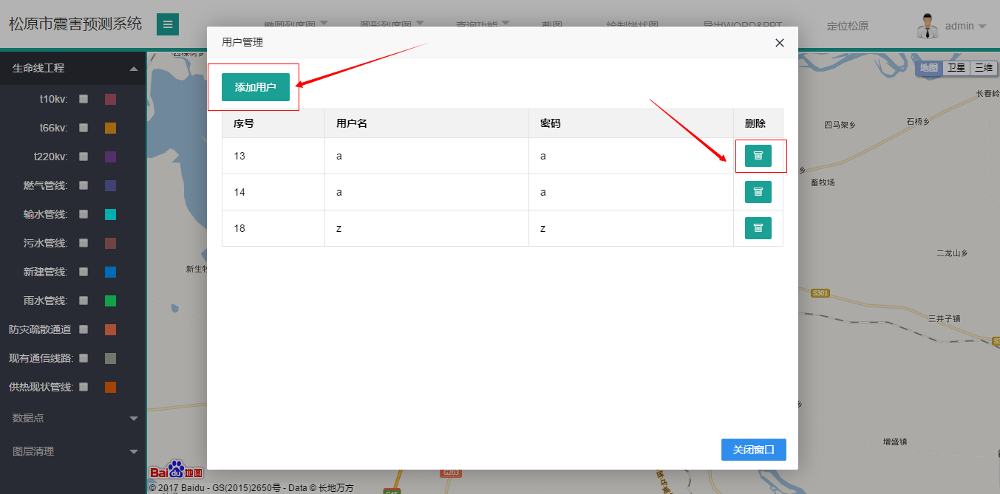 松原市震害预测系统
椭圆烈度图
圆形烈度图
查询功能
截图
绘制饼状图
导出WORD&PPT
定位松原
admin
生命线工程
t10kv:
t66kv:
t220kv:
燃气管线:
输水管线:
污水管线:
新建管线:
雨水管线:
防灾疏散通道
现有通信线路:
供热现状管线:
数据点
图层清理
用户管理
添加用户
序号 用户名 密码 删除
13 a a
14 a a
18 z z
关闭窗口
地图 卫星 三维
长春岭
石桥乡
四马架乡
乡
畜牧场
二龙山乡
S301
三井子镇
增盛镇
新生牧
G203
G45
Bai du 地图
© 2017 Baidu - GS(2015)2650号 - Data © 长地万方